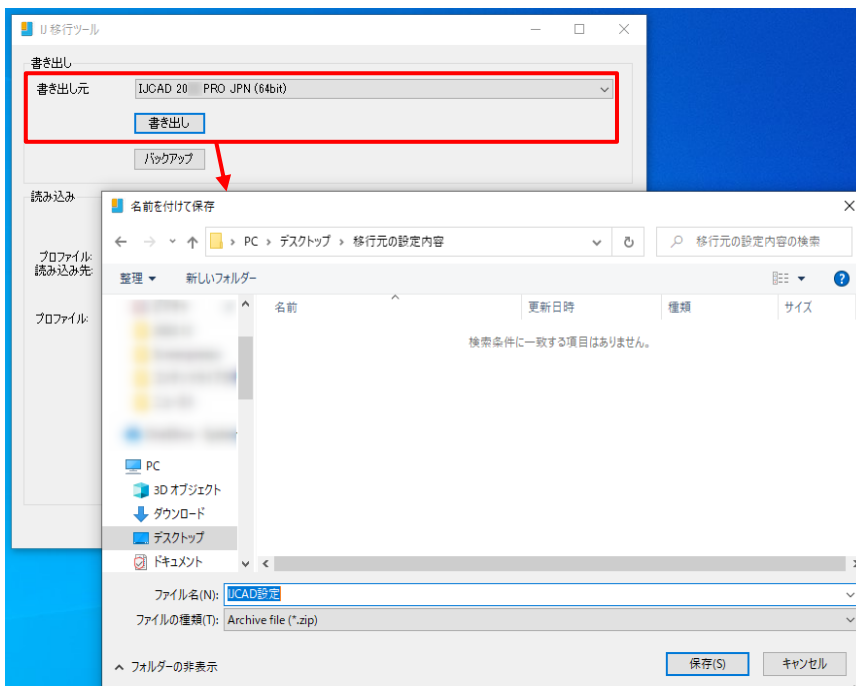 IJ 移行ツール
書き出し
書き出し元
IJCAD 20 PRO JPN (64bit)
書き出し
バックアップ
読み込み
名前を付けて保存
PC › デスクトップ › 移行元の設定内容
移行元の設定内容の検索
プロファイル:
読み込み先:
整理
新しいフォルダー
名前
更新日時
種類
サイズ
プロファイル:
検索条件に一致する項目はありません。
PC
3D オブジェクト
ダウンロード
デスクトップ
ドキュメント
ファイル名(N):
IJCAD設定
ファイルの種類(T):
Archive file (*.zip)
フォルダーの非表示
保存(S)
キャンセル